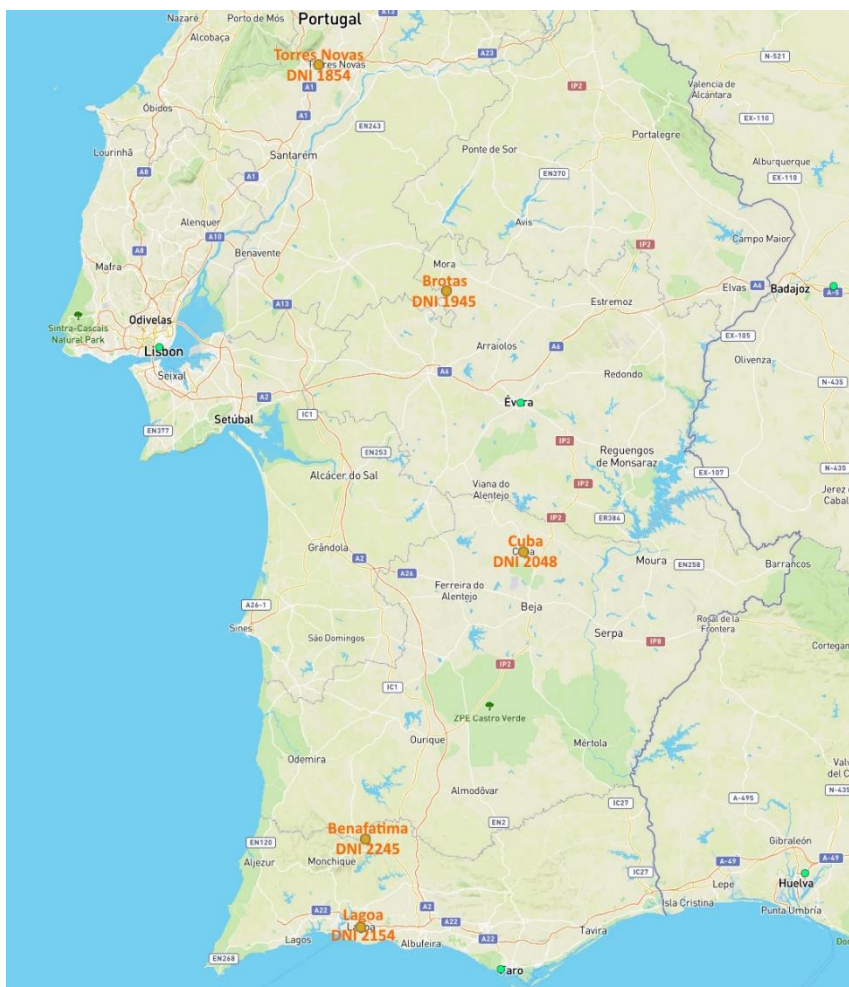 Nazaré
Porto de Mós
Portugal
A13
Alcobaça
N-521
Torres Novas
Torres Novas
DNI 1854
A23
IP2
A1
Valencia de
Alcántara
Óbidos
A1
EX-110
EN243
Portalegre
Lourinhã
Santarém
Ponte de Sor
Alburquerque
A8
A1
EN370
EX-110
Alenquer
Avis
A10
IP2
Campo Maior
Benavente
A8
Mora
Mafra
Brotas
DNI 1945
A6
Badajoz
A-5
Elvas
A13
Estremoz
Odivelas
Sintra-Cascais
Natural Park
EX-105
Lisbon
Arraiolos
A6
Olivenza
Seixal
A6
Redondo
N-435
A2
Évora
Setúbal
IC1
EN377
IP2
Reguengos
de Monsaraz
EN253
N-435
Alcácer do Sal
EX-107
Viana do
Alentejo
Jerez d
Cabal
IP2
ER384
Cuba
DNI 2048
Grândola
A2
Moura
EN258
Barrancos
A26
Ferreira do
Alentejo
A26-1
Beja
Sines
Rosal de la
Frontera
São Domingos
Serpa
IP8
Cortegan
IP2
IC1
ZPE Castro Verde
Ourique
Mértola
Odemira
Valv
del C
Almodôvar
A-495
N-435
IC27
EN2
Benafatima
DNI 2245
EN120
Gibraleón
Aljezur
Monchique
A-49
A-49
IC27
Lepe
Huelva
Lagoa
Isla Cristina
Punta Umbría
A22
A2
A22
DNI 2154
Tavira
Lagos
Albufeira
A22
EN268
Faro